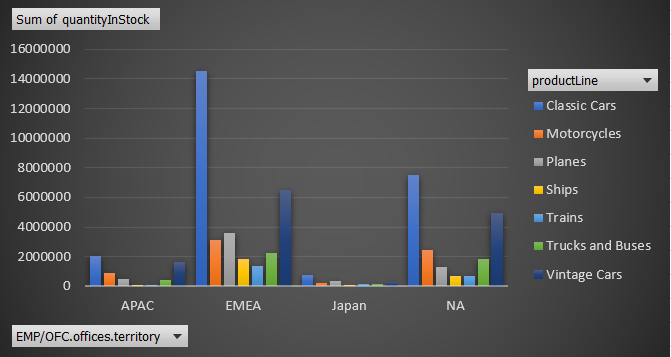 Sum of quantityInStock
16000000
14000000
12000000
10000000
8000000
6000000
4000000
2000000
0
APAC
EMEA
Japan
NA
productLine
Classic Cars
Motorcycles
Planes
Ships
Trains
Trucks and Buses
Vintage Cars
EMP/OFC.offices.territory